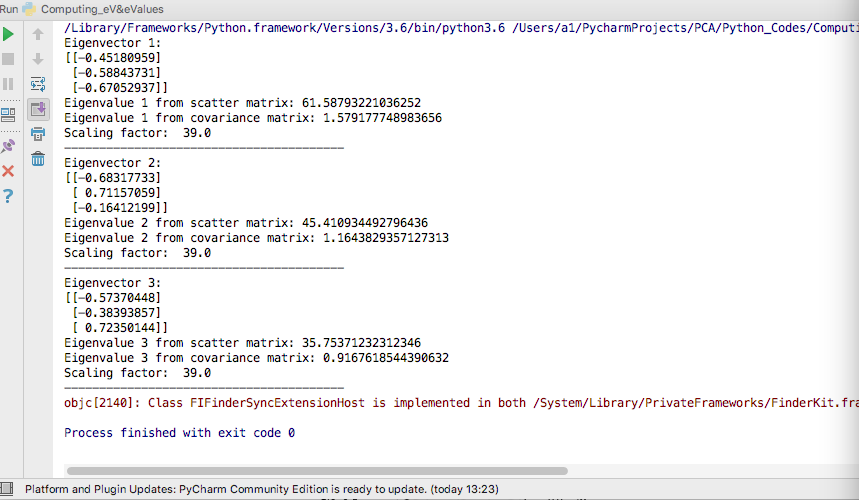 Run Computing_eV&eValues
/Library/Frameworks/Python.framework/Versions/3.6/bin/python3.6 /Users/a1/PycharmProjects/PCA/Python_Codes/Computi
Eigenvector 1:
[[-0.45180959]
 [-0.58843731]
 [-0.67052937]]
Eigenvalue 1 from scatter matrix: 61.58793221036252
Eigenvalue 1 from covariance matrix: 1.579177748983656
Scaling factor:  39.0
----------------------------------------
Eigenvector 2:
[[-0.68317733]
 [ 0.71157059]
 [-0.16412199]]
Eigenvalue 2 from scatter matrix: 45.410934492796436
Eigenvalue 2 from covariance matrix: 1.1643829357127313
Scaling factor:  39.0
----------------------------------------
Eigenvector 3:
[[-0.57370448]
 [-0.38393857]
 [ 0.72350144]]
Eigenvalue 3 from scatter matrix: 35.75371232312346
Eigenvalue 3 from covariance matrix: 0.9167618544390632
Scaling factor:  39.0
----------------------------------------
objc[2140]: Class FIFinderSyncExtensionHost is implemented in both /System/Library/PrivateFrameworks/FinderKit.fra
Process finished with exit code 0
Platform and Plugin Updates: PyCharm Community Edition is ready to update. (today 13:23)